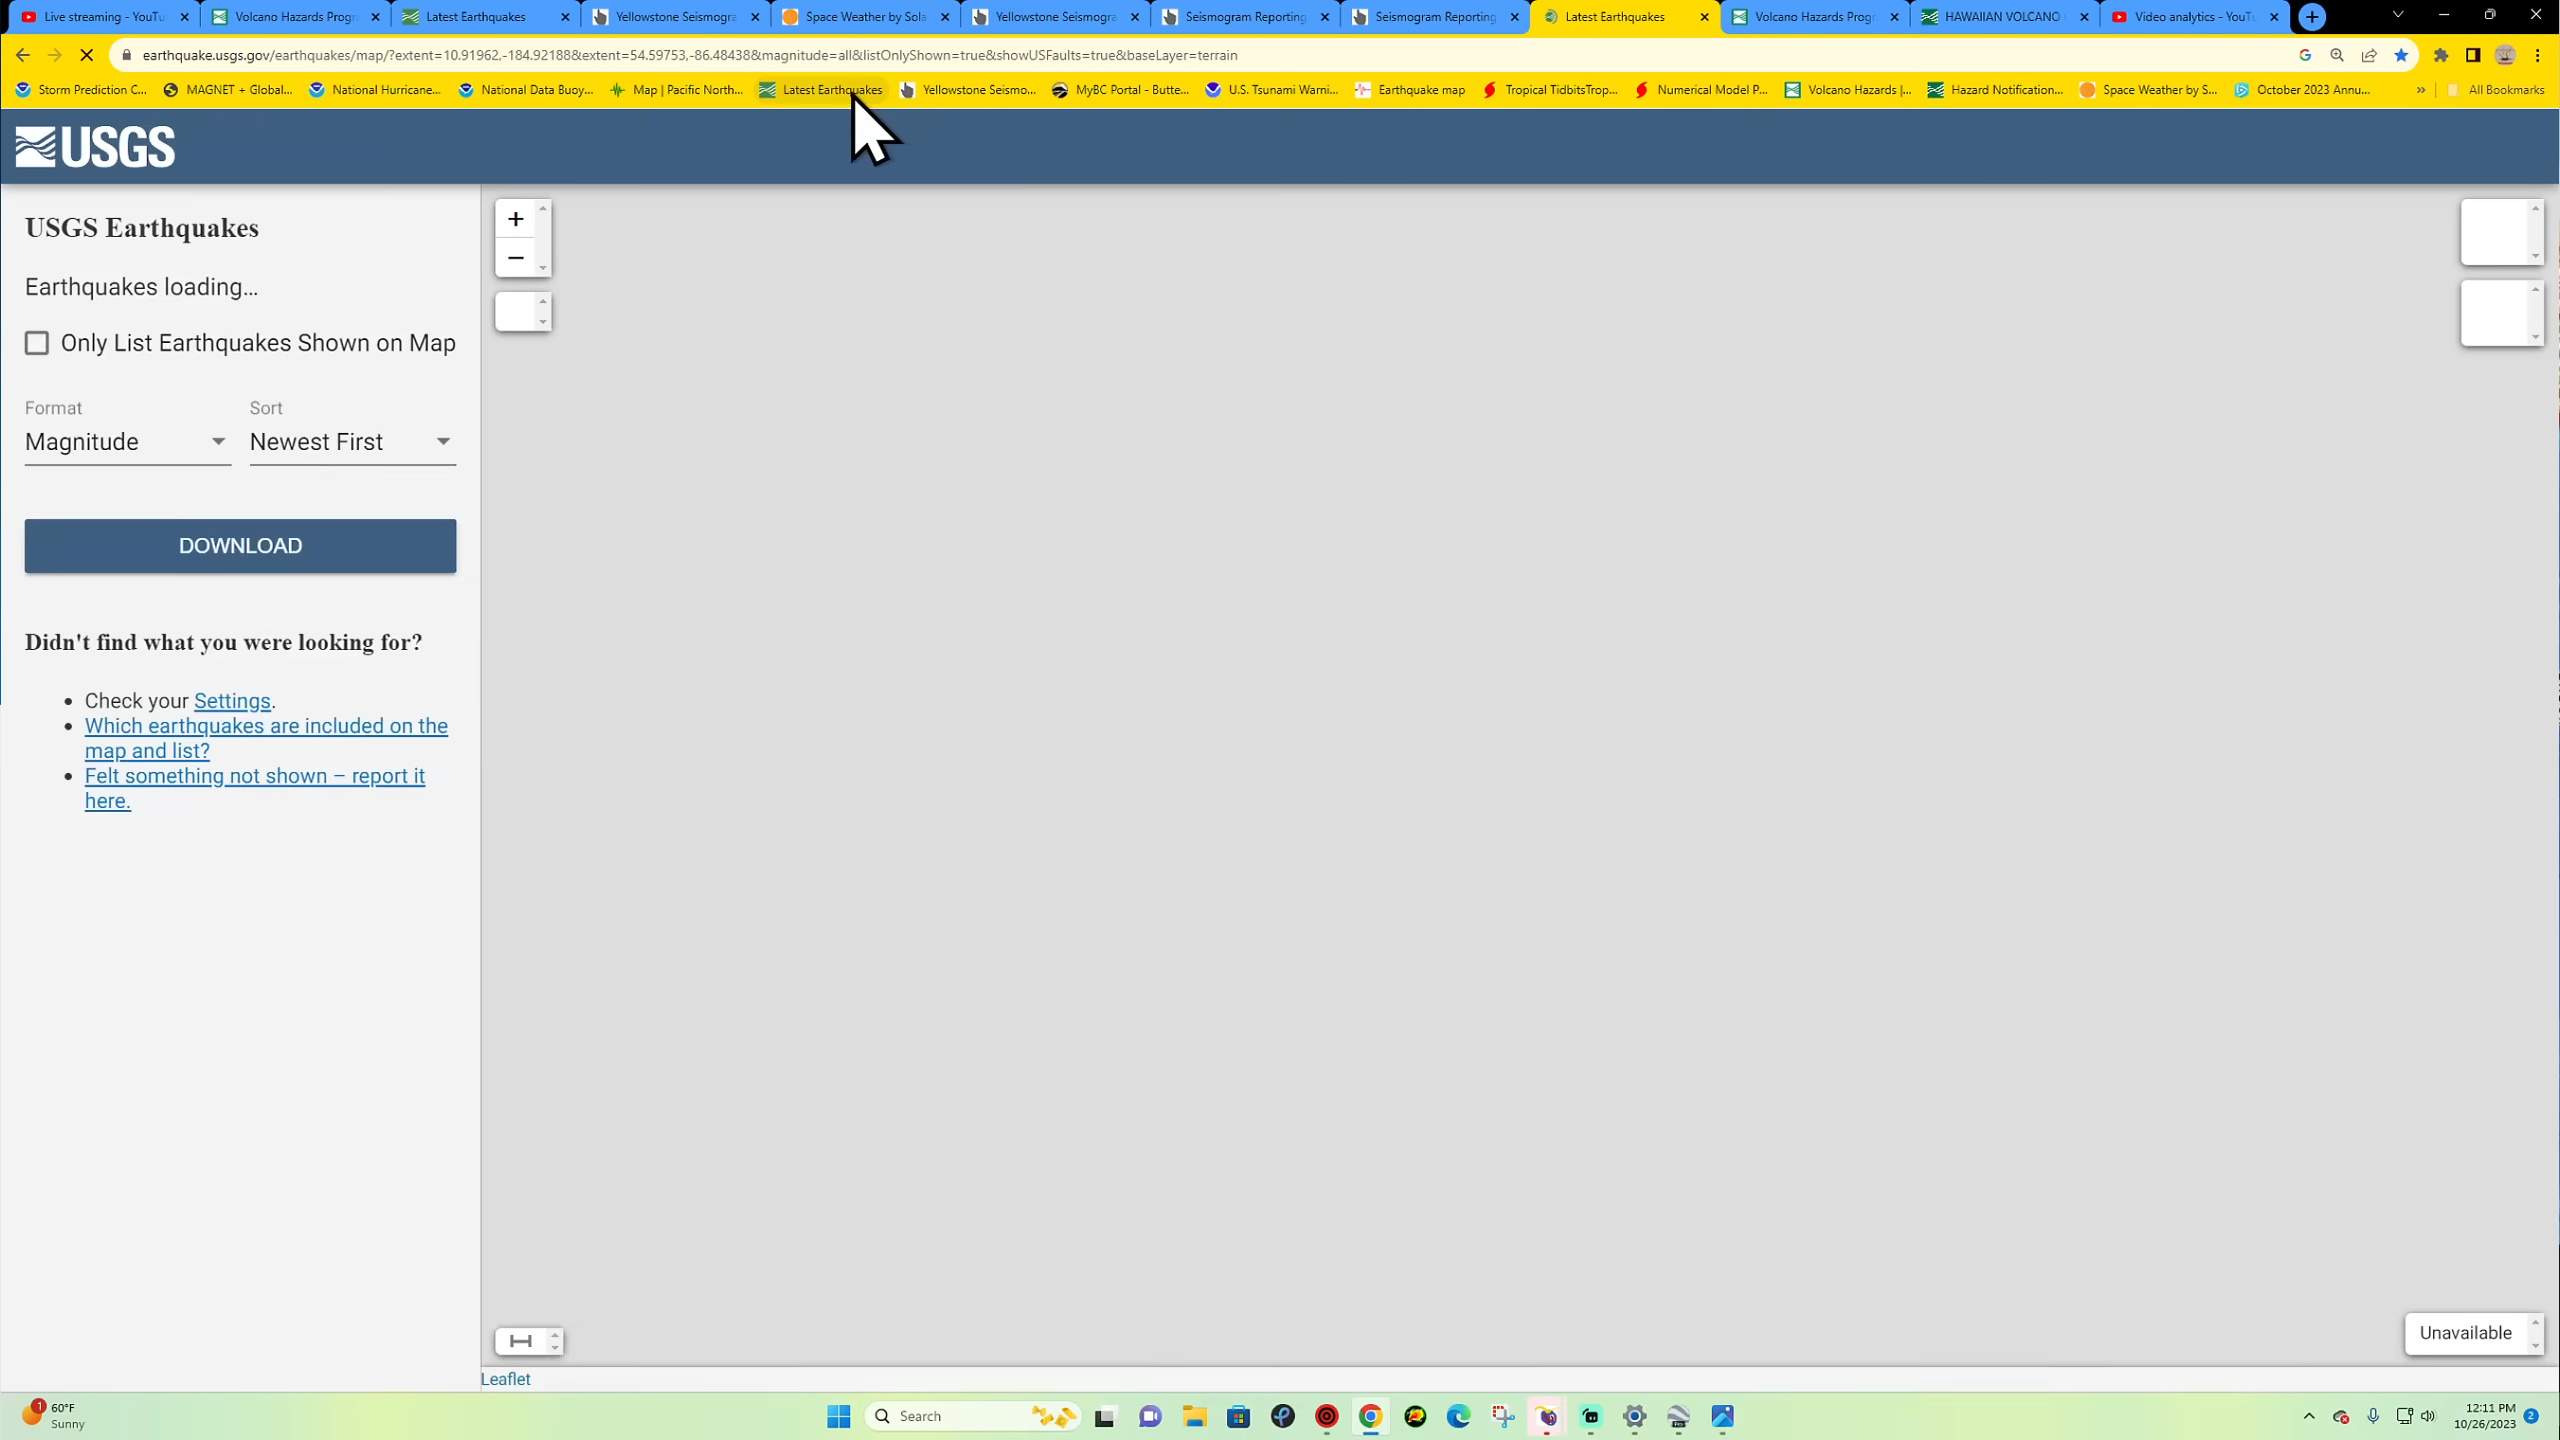 Live streaming - YouTu
Volcano Hazards Progr
Latest Earthquakes
Yellowstone Seismogra
Space Weather by Sola
Yellowstone Seismogra
Seismogram Reporting
Seismogram Reporting
Latest Earthquakes
Volcano Hazards Progr
HAWAIIAN VOLCANO
Video analytics - YouTu
earthquake.usgs.gov/earthquakes/map/?extent=10.91962,-184.92188&extent=54.59753,-86.48438&magnitude=all&listOnlyShown=true&showUSFaults=true&baseLayer=terrain
Storm Prediction C...
MAGNET + Global...
National Hurricane...
National Data Buoy...
Map | Pacific North...
Latest Earthquakes
Yellowstone Seismo...
MyBC Portal - Butte...
U.S. Tsunami Warni...
Earthquake map
Tropical TidbitsTrop...
Numerical Model P...
Volcano Hazards |...
Hazard Notification...
Space Weather by S...
October 2023 Annu...
»
All Bookmarks
USGS
USGS Earthquakes
Earthquakes loading...
Only List Earthquakes Shown on Map
Format
Sort
Magnitude
Newest First
DOWNLOAD
Didn't find what you were looking for?
• Check your Settings.
• Which earthquakes are included on the
map and list?
• Felt something not shown – report it
here.
+
−
Unavailable
Leaflet
1
60°F
Sunny
Search
12:11 PM
10/26/2023
2